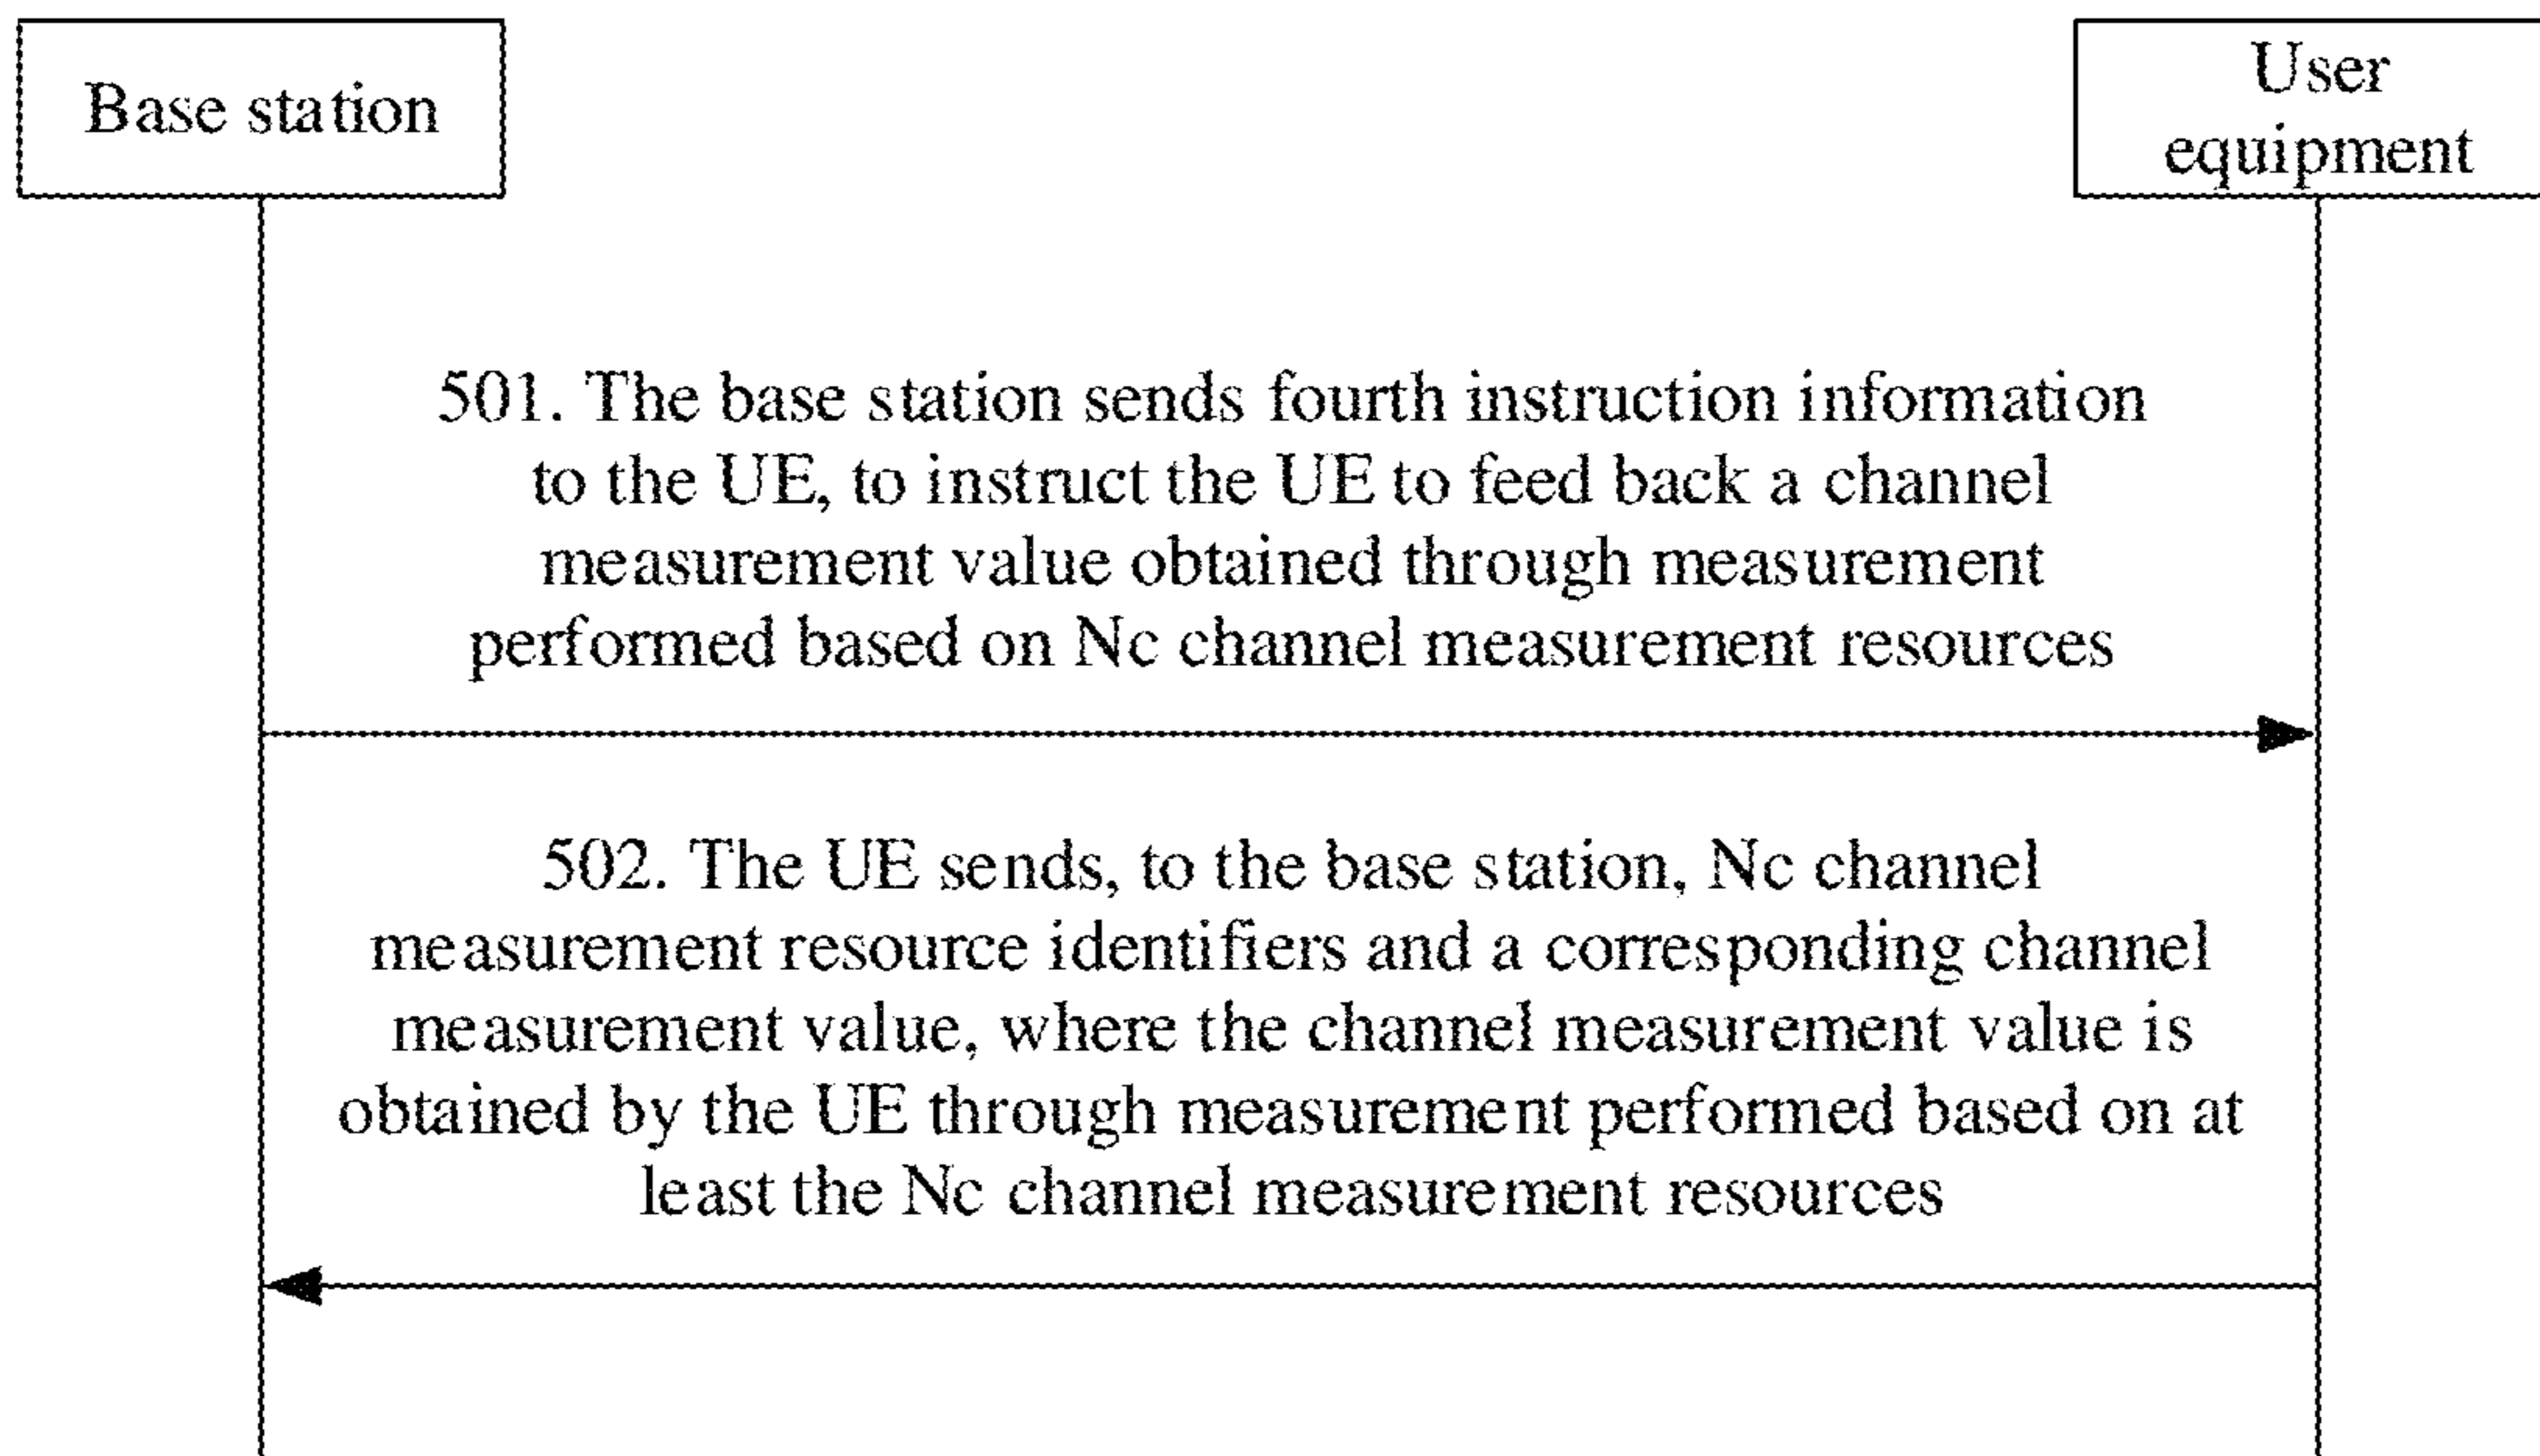 Base station
User
equipment
501. The base station sends fourth instruction information
to the UE, to instruct the UE to feed back a channel
measurement value obtained through measurement
performed based on Nc channel measurement resources
502. The UE sends, to the base station, Nc channel
measurement resource identifiers and a corresponding channel
measurement value, where the channel measurement value is
obtained by the UE through measurement performed based on at
least the Nc channel measurement resources